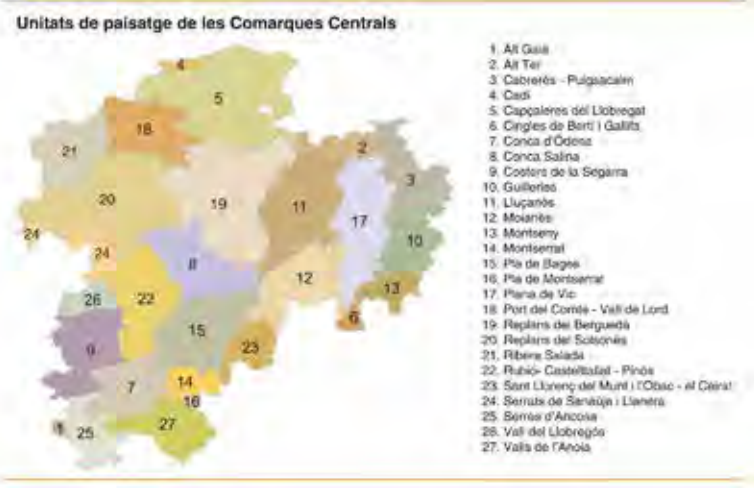 Unitats de paisatge de les Comarques Centrals
4
5
18
21
2
3
20
19
11
17
24
10
24
8
12
13
26
22
6
15
9
23
7
14
16
1
25
27
1. Alt Gaià
2. Alt Ter
3. Cabrerès - Puigsacalm
4. Cadí
5. Capçaleres del Llobregat
6. Cingles de Bertí i Gallifa
7. Conca d'Òdena
8. Conca Salina
9. Costers de la Segarra
10. Guilleries
11. Lluçanès
12. Moianès
13. Montseny
14. Montserrat
15. Pla de Bages
16. Pla de Montserrat
17. Plana de Vic
18. Port del Comte - Vall de Lord
19. Replans del Berguedà
20. Replans del Solsonès
21. Ribera Salada
22. Rubió- Castelltallat - Pinós
23. Sant Llorenç del Munt i l'Obac - el Cairat
24. Serrats de Sanaüja i Llanera
25. Serres d'Ancosa
26. Vall del Llobregós
27. Valls de l'Anoia